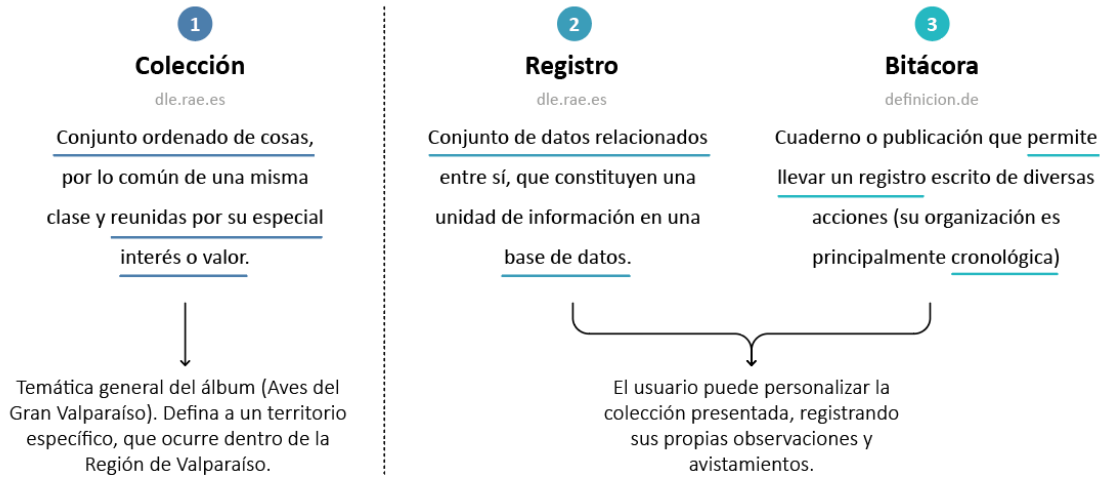 1
Colección
dle.rae.es
Conjunto ordenado de cosas,
por lo común de una misma
clase y reunidas por su especial
interés o valor.
Temática general del álbum (Aves del
Gran Valparaíso). Defina a un territorio
específico, que ocurre dentro de la
Región de Valparaíso.
2
Registro
dle.rae.es
Conjunto de datos relacionados
entre sí, que constituyen una
unidad de información en una
base de datos.
3
Bitácora
definicion.de
Cuaderno o publicación que permite
llevar un registro escrito de diversas
acciones (su organización es
principalmente cronológica)
El usuario puede personalizar la
colección presentada, registrando
sus propias observaciones y
avistamientos.